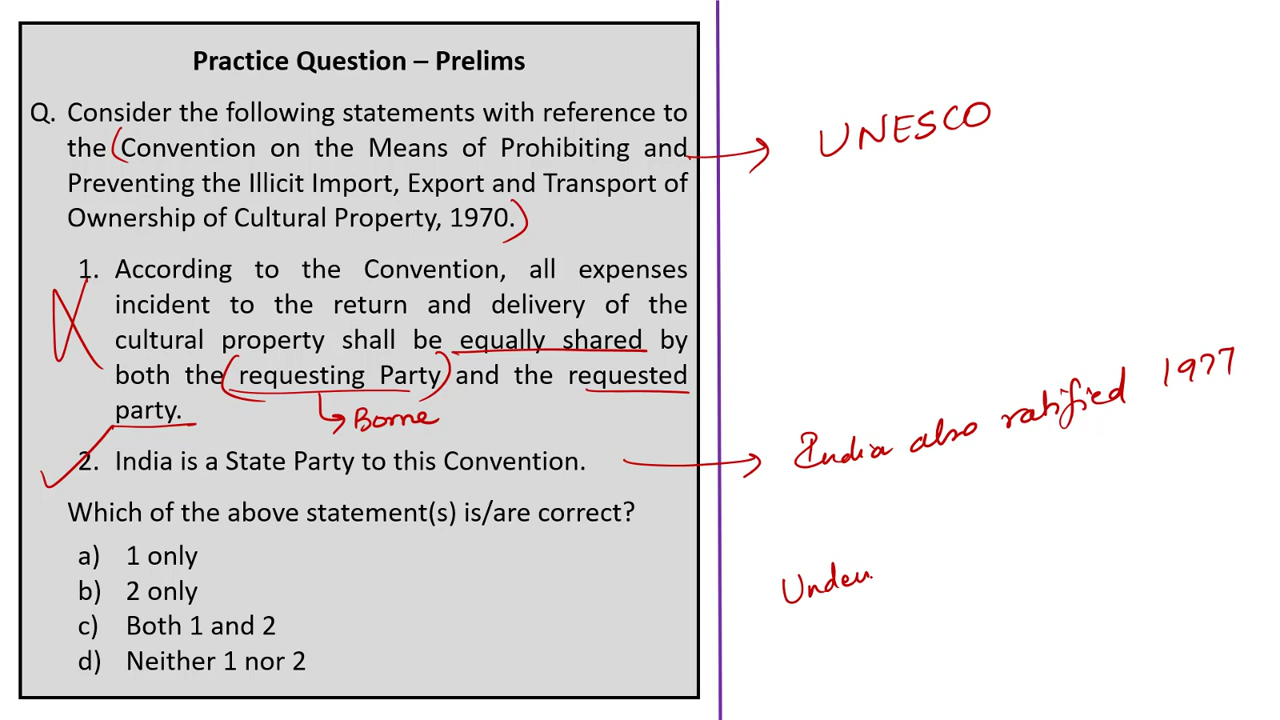 Practice Question – Prelims
Q. Consider the following statements with reference to
the Convention on the Means of Prohibiting and
Preventing the Illicit Import, Export and Transport of
Ownership of Cultural Property, 1970.
1. According to the Convention, all expenses
incident to the return and delivery of the
cultural property shall be equally shared by
both the requesting Party and the requested
party.
Borne
2. India is a State Party to this Convention.
Which of the above statement(s) is/are correct?
a) 1 only
b) 2 only
c) Both 1 and 2
d) Neither 1 nor 2
UNESCO
India also ratified 1977
Under